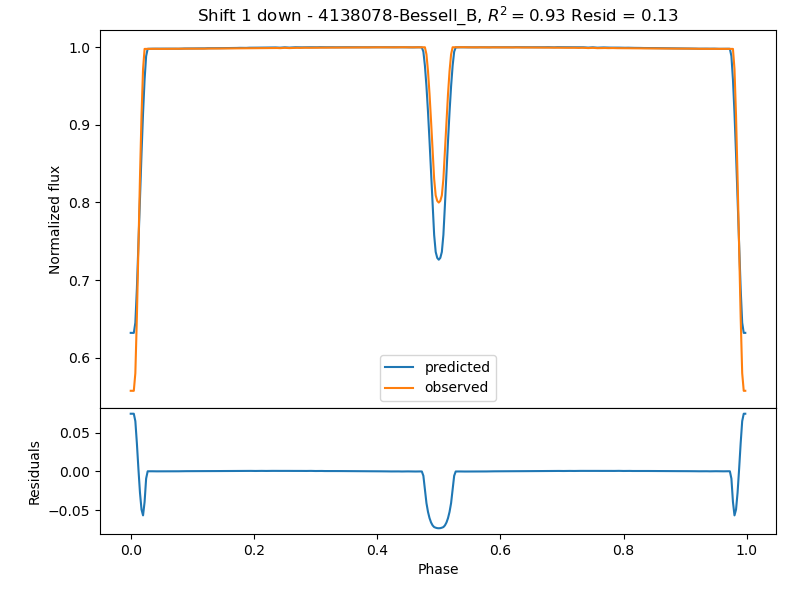 Shift 1 down - 4138078-Bessell_B, R² = 0.93 Resid = 0.13
1.0
0.9
0.8
0.7
0.6
Normalized flux
predicted
observed
0.05
0.00
−0.05
Residuals
0.0 0.2 0.4 0.6 0.8 1.0
Phase